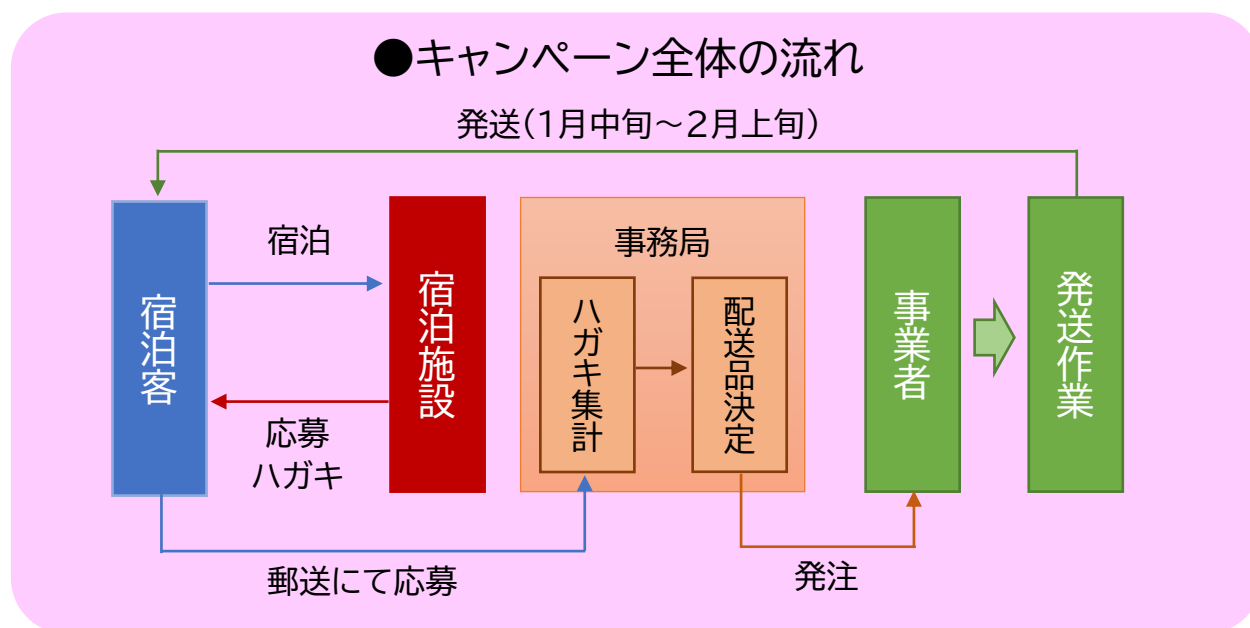 ●キャンペーン全体の流れ
発送(1月中旬～2月上旬)
宿泊客
宿泊
応募
ハガキ
宿泊施設
事務局
ハガキ集計
配送品決定
事業者
発送作業
郵送にて応募
発注